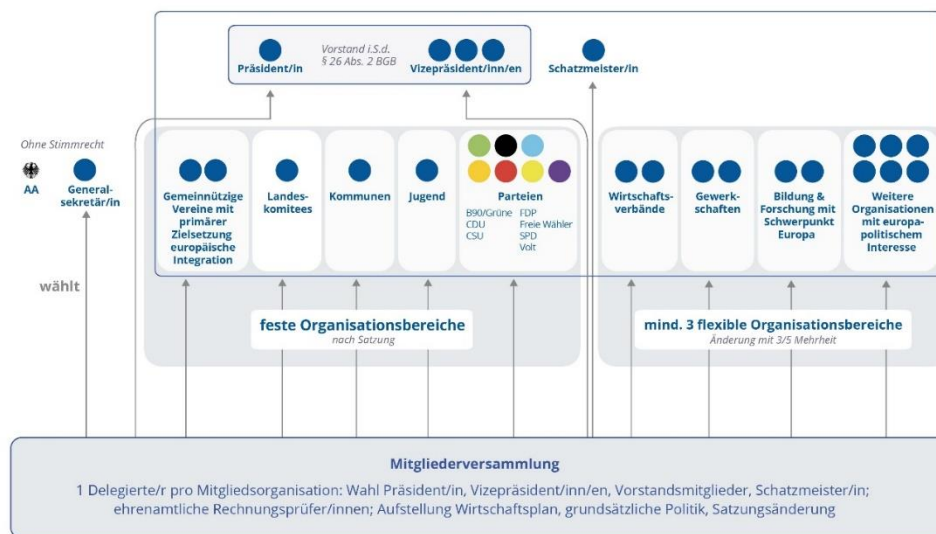 Vorstand i.S.d.
§ 26 Abs. 2 BGB
Präsident/in
Vizepräsident/inn/en
Schatzmeister/in
Ohne Stimmrecht
AA
General-
sekretär/in
wählt
Gemeinnützige
Vereine mit
primärer
Zielsetzung
europäische
Integration
Landes-
komitees
Kommunen
Jugend
Parteien
B90/Grüne
CDU
CSU
FDP
Freie Wähler
SPD
Volt
Wirtschafts-
verbände
Gewerk-
schaften
Bildung &
Forschung mit
Schwerpunkt
Europa
Weitere
Organisationen
mit europa-
politischem
Interesse
feste Organisationsbereiche
nach Satzung
mind. 3 flexible Organisationsbereiche
Änderung mit 3/5 Mehrheit
Mitgliederversammlung
1 Delegierte/r pro Mitgliedsorganisation: Wahl Präsident/in, Vizepräsident/inn/en, Vorstandsmitglieder, Schatzmeister/in;
ehrenamtliche Rechnungsprüfer/innen; Aufstellung Wirtschaftsplan, grundsätzliche Politik, Satzungsänderung